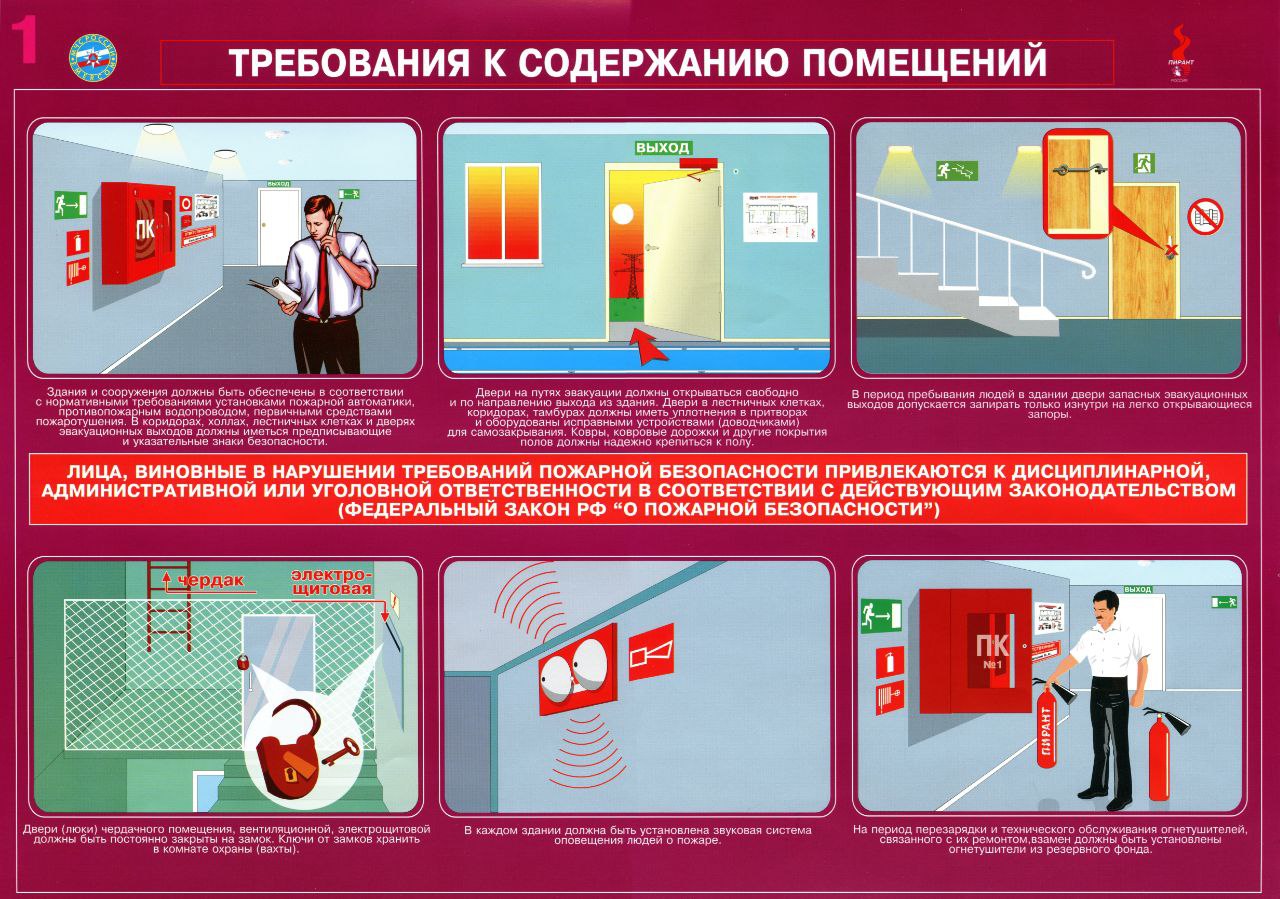 1
МЧС РОССИИ
EMERCOM
ТРЕБОВАНИЯ К СОДЕРЖАНИЮ ПОМЕЩЕНИЙ
ПИРАНТ
РОССИЯ
ПК
ВЫХОД
ВЫХОД
Здания и сооружения должны быть обеспечены в соответствии
с нормативными требованиями установками пожарной автоматики,
противопожарным водопроводом, первичными средствами
пожаротушения. В коридорах, холлах, лестничных клетках и дверях
эвакуационных выходов должны иметься предписывающие
и указательные знаки безопасности.
Двери на путях эвакуации должны открываться свободно
и по направлению выхода из здания. Двери в лестничных клетках,
коридорах, тамбурах должны иметь уплотнения в притворах
и оборудованы исправными устройствами (доводчиками)
для самозакрывания. Ковры, ковровые дорожки и другие покрытия
полов должны надежно крепиться к полу.
В период пребывания людей в здании двери запасных эвакуационных
выходов допускается запирать только изнутри на легко открывающиеся
запоры.
ЛИЦА, ВИНОВНЫЕ В НАРУШЕНИИ ТРЕБОВАНИЙ ПОЖАРНОЙ БЕЗОПАСНОСТИ ПРИВЛЕКАЮТСЯ К ДИСЦИПЛИНАРНОЙ,
АДМИНИСТРАТИВНОЙ ИЛИ УГОЛОВНОЙ ОТВЕТСТВЕННОСТИ В СООТВЕТСТВИИ С ДЕЙСТВУЮЩИМ ЗАКОНОДАТЕЛЬСТВОМ
(ФЕДЕРАЛЬНЫЙ ЗАКОН РФ “О ПОЖАРНОЙ БЕЗОПАСНОСТИ”)
чердак
электро-
щитовая
ВЫХОД
ПК
№1
ПИРАНТ
Двери (люки) чердачного помещения, вентиляционной, электрощитовой
должны быть постоянно закрыты на замок. Ключи от замков хранить
в комнате охраны (вахты).
В каждом здании должна быть установлена звуковая система
оповещения людей о пожаре.
На период перезарядки и технического обслуживания огнетушителей,
связанного с их ремонтом,взамен должны быть установлены
огнетушители из резервного фонда.